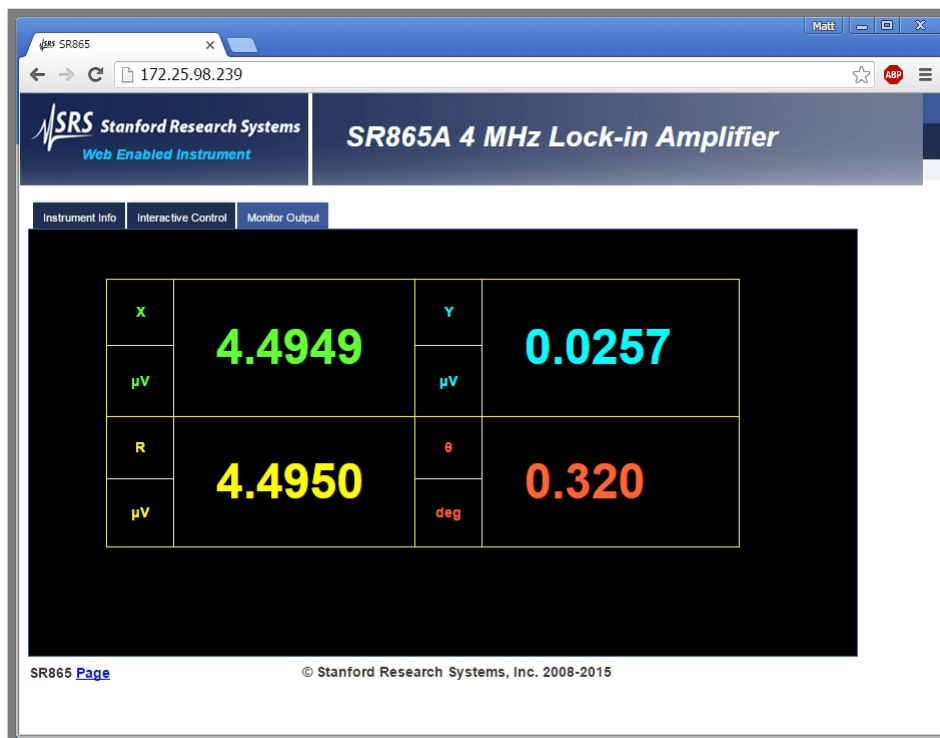 Matt
SRS SR865
172.25.98.239
ABP
SRS Stanford Research Systems
Web Enabled Instrument
SR865A 4 MHz Lock-in Amplifier
Instrument Info Interactive Control Monitor Output
X
4.4949
µV
Y
0.0257
µV
R
4.4950
µV
θ
0.320
deg
SR865 Page
© Stanford Research Systems, Inc. 2008-2015